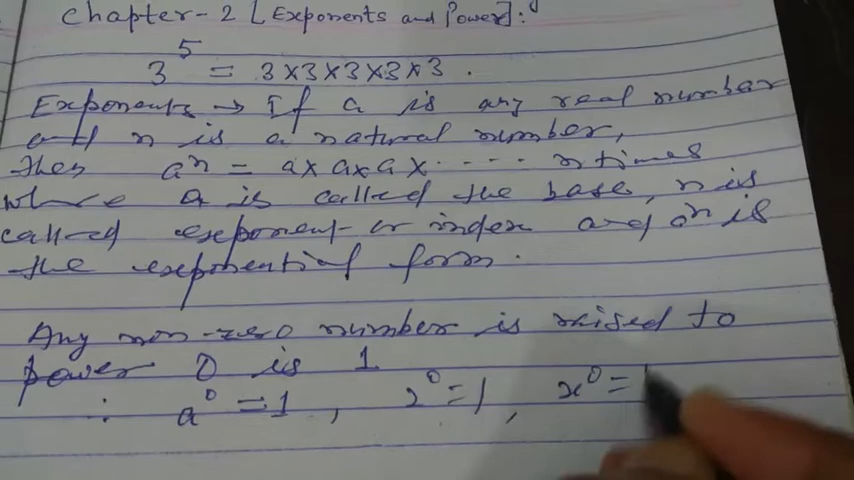 Chapter-2 [Exponents and Power]:
3⁵ = 3×3×3×3×3.
Exponents → If a is any real number
and n is a natural number,
then aⁿ = a×a×a×..... n times
where a is called the base, n is
called exponent or index and aⁿ is
the exponential form.
Any non-zero number is raised to
power 0 is 1
∴ a⁰ = 1, 2⁰ = 1, x⁰ = 1